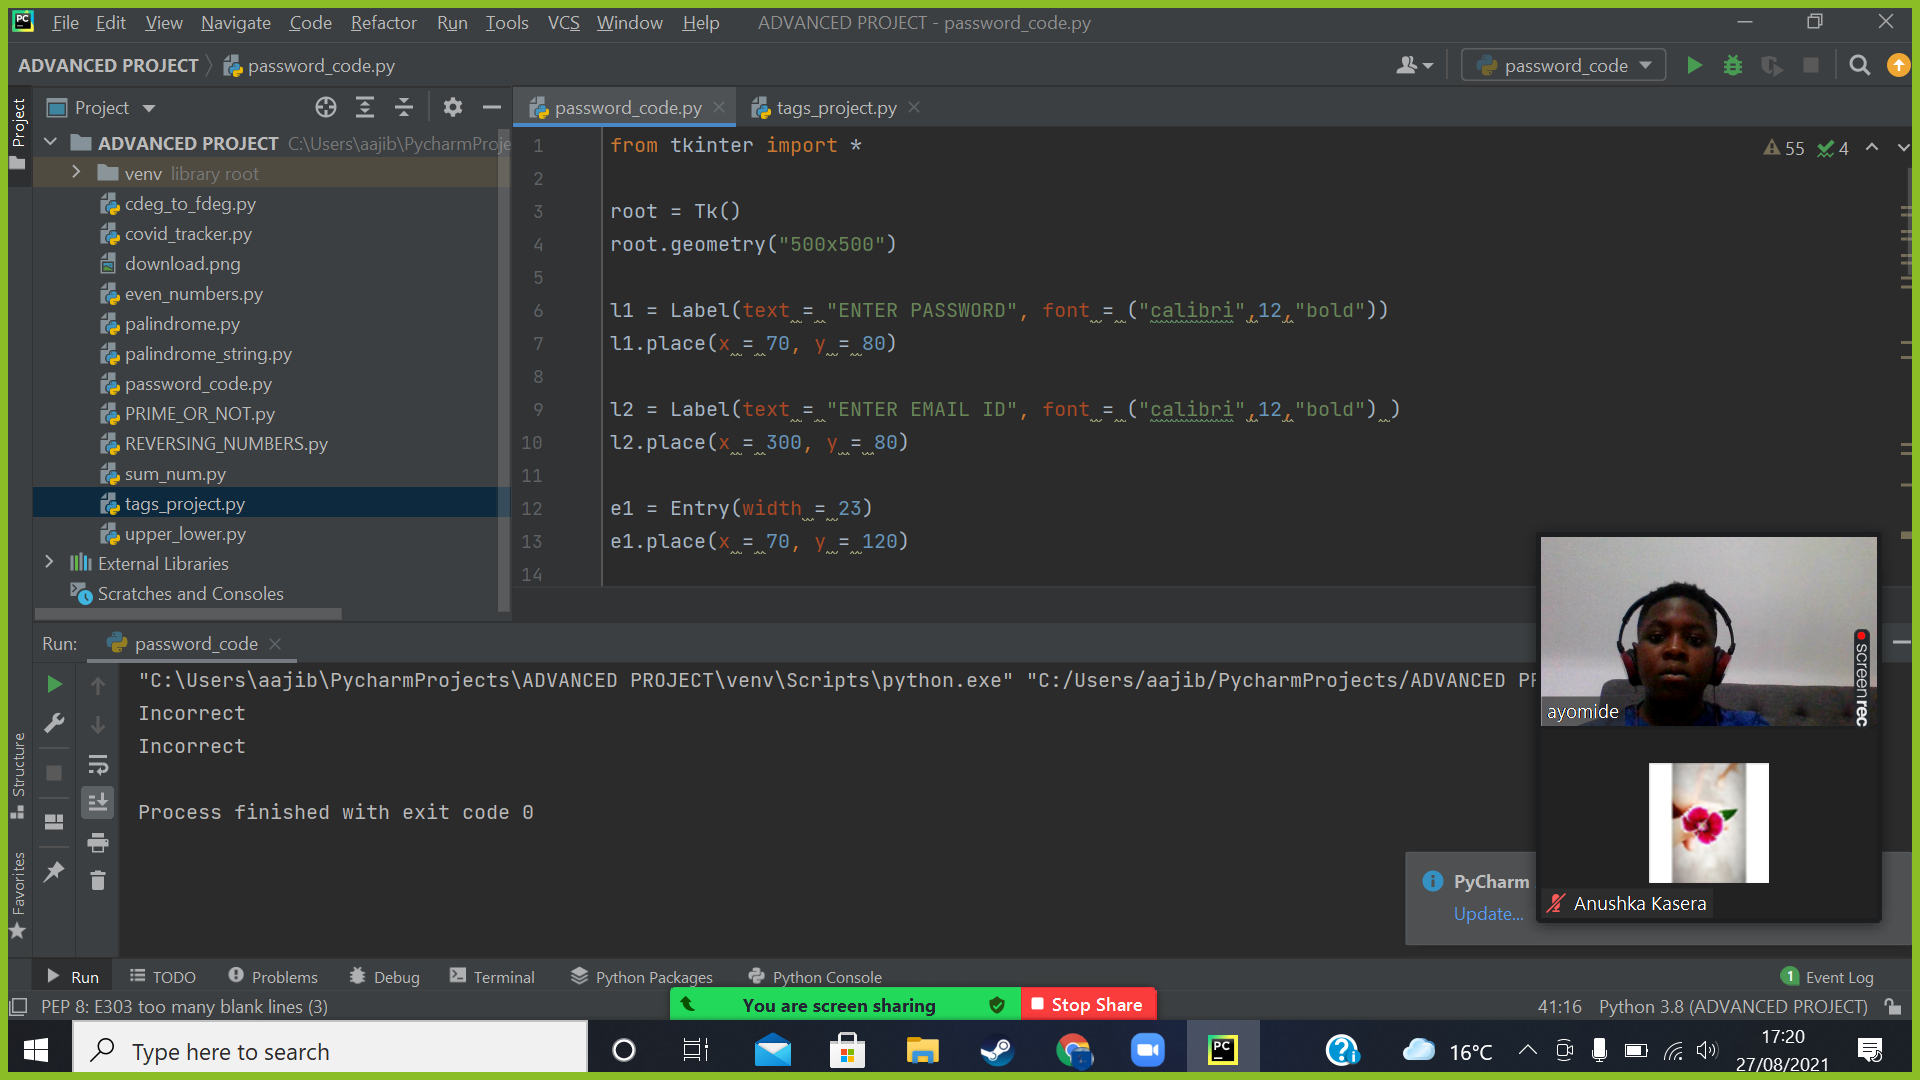 File Edit View Navigate Code Refactor Run Tools VCS Window Help ADVANCED PROJECT - password_code.py
ADVANCED PROJECT password_code.py
password_code
Project
Project
password_code.py
tags_project.py
ADVANCED PROJECT C:\Users\aajib\PycharmProje
venv library root
cdeg_to_fdeg.py
covid_tracker.py
download.png
even_numbers.py
palindrome.py
palindrome_string.py
password_code.py
PRIME_OR_NOT.py
REVERSING_NUMBERS.py
sum_num.py
tags_project.py
upper_lower.py
External Libraries
Scratches and Consoles
55 4
1 from tkinter import *
2
3 root = Tk()
4 root.geometry("500x500")
5
6 l1 = Label(text = "ENTER PASSWORD", font = ("calibri",12,"bold"))
7 l1.place(x = 70, y = 80)
8
9 l2 = Label(text = "ENTER EMAIL ID", font = ("calibri",12,"bold") )
10 l2.place(x = 300, y = 80)
11
12 e1 = Entry(width = 23)
13 e1.place(x = 70, y = 120)
14
Run: password_code
"C:\Users\aajib\PycharmProjects\ADVANCED PROJECT\venv\Scripts\python.exe" "C:/Users/aajib/PycharmProjects/ADVANCED PR
Incorrect
Incorrect
Process finished with exit code 0
Structure
Favorites
ayomide
screenrec
Anushka Kasera
PyCharm
Update...
Run TODO Problems Debug Terminal Python Packages Python Console
1 Event Log
PEP 8: E303 too many blank lines (3)
You are screen sharing Stop Share
41:16 Python 3.8 (ADVANCED PROJECT)
Type here to search
PC
16°C
17:20
27/08/2021